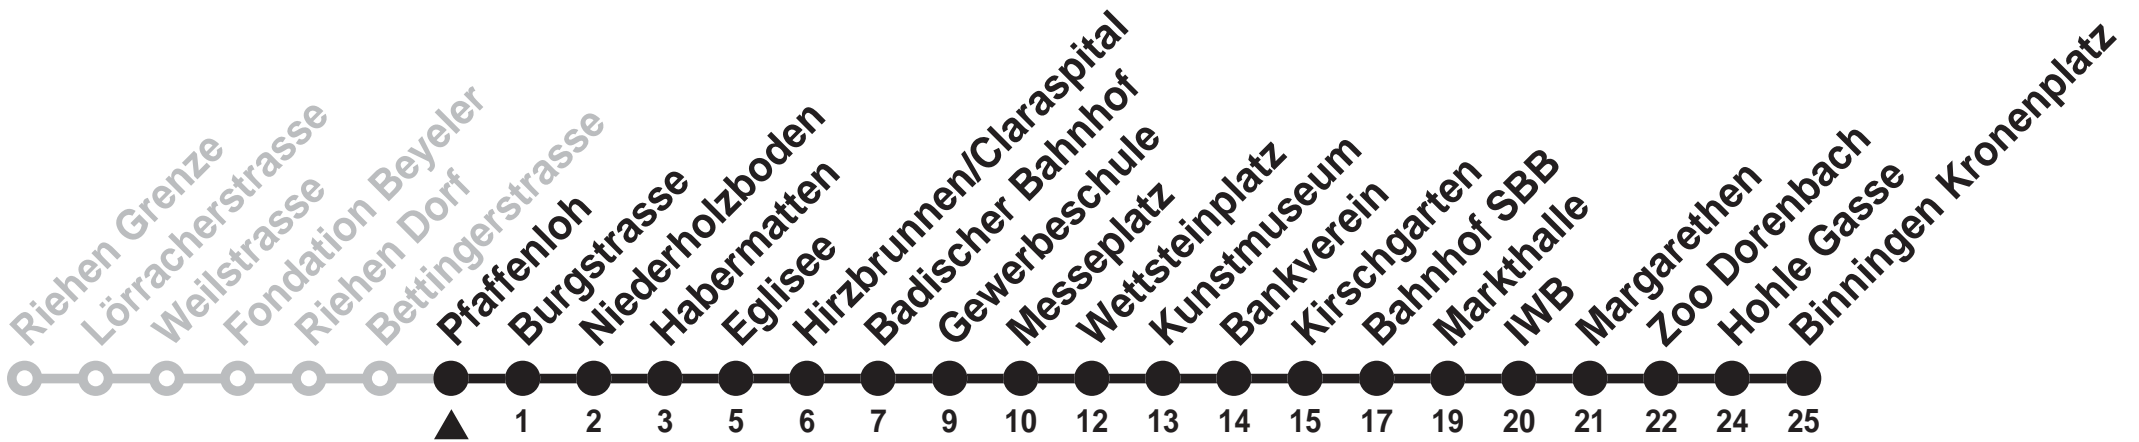 Riehen Grenze
Lörracherstrasse
Weilstrasse
Fondation Beyeler
Riehen Dorf
Bettingerstrasse
Pfaffenloh
Burgstrasse
Niederholzboden
Habermatten
Eglisee
Hirzbrunnen/Claraspital
Badischer Bahnhof
Gewerbeschule
Messeplatz
Wettsteinplatz
Kunstmuseum
Bankverein
Kirschgarten
Bahnhof SBB
Markthalle
IWB
Margarethen
Zoo Dorenbach
Hohle Gasse
Binningen Kronenplatz
1 2 3 5 6 7 9 10 12 13 14 15 17 19 20 21 22 24 25